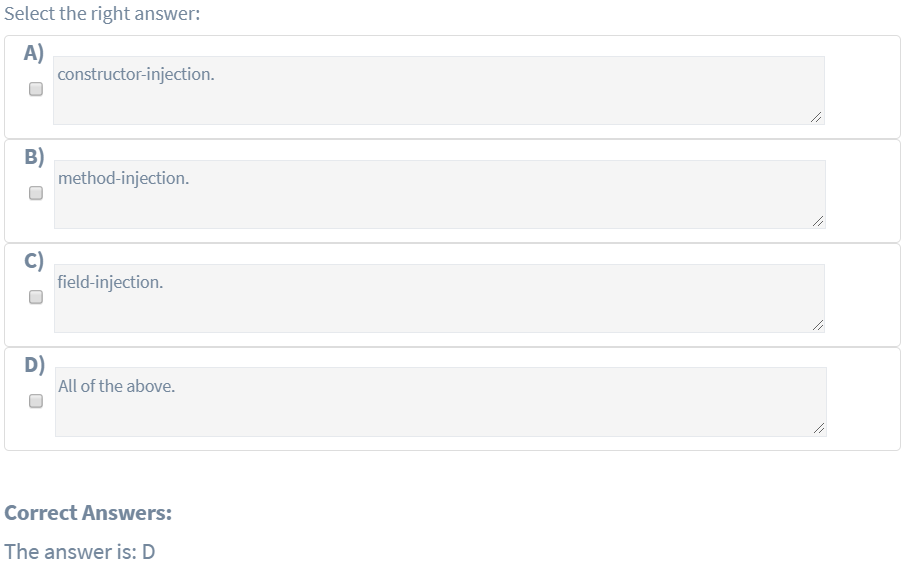 Select the right answer:
A)
constructor-injection.
B)
method-injection.
C)
field-injection.
D)
All of the above.
Correct Answers:
The answer is: D